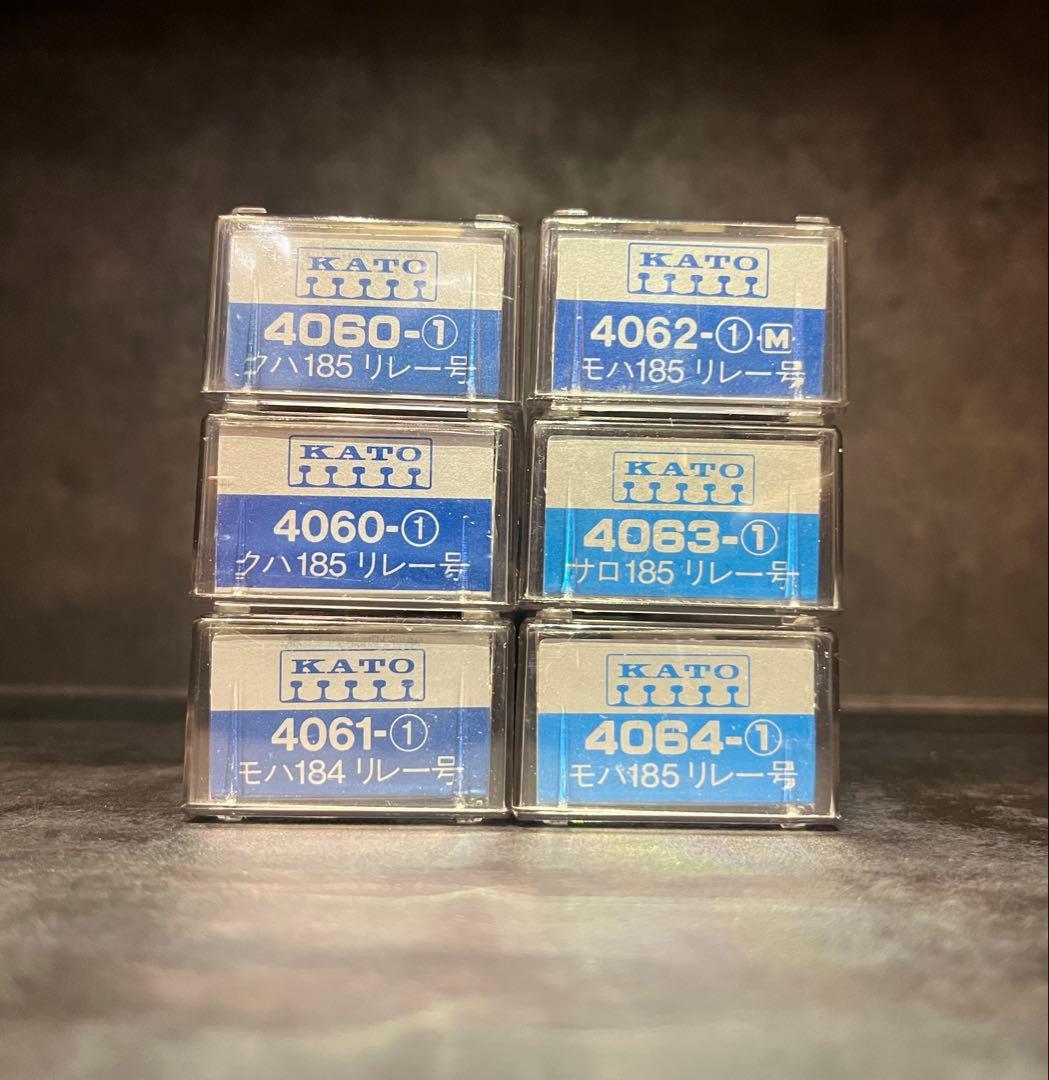 KATO
4060-①
クハ185 リレー号
KATO
4062-① M
モハ185 リレー号
KATO
4060-①
クハ185 リレー号
KATO
4063-①
サロ185 リレー号
KATO
4061-①
モハ184 リレー号
KATO
4064-①
モハ185 リレー号